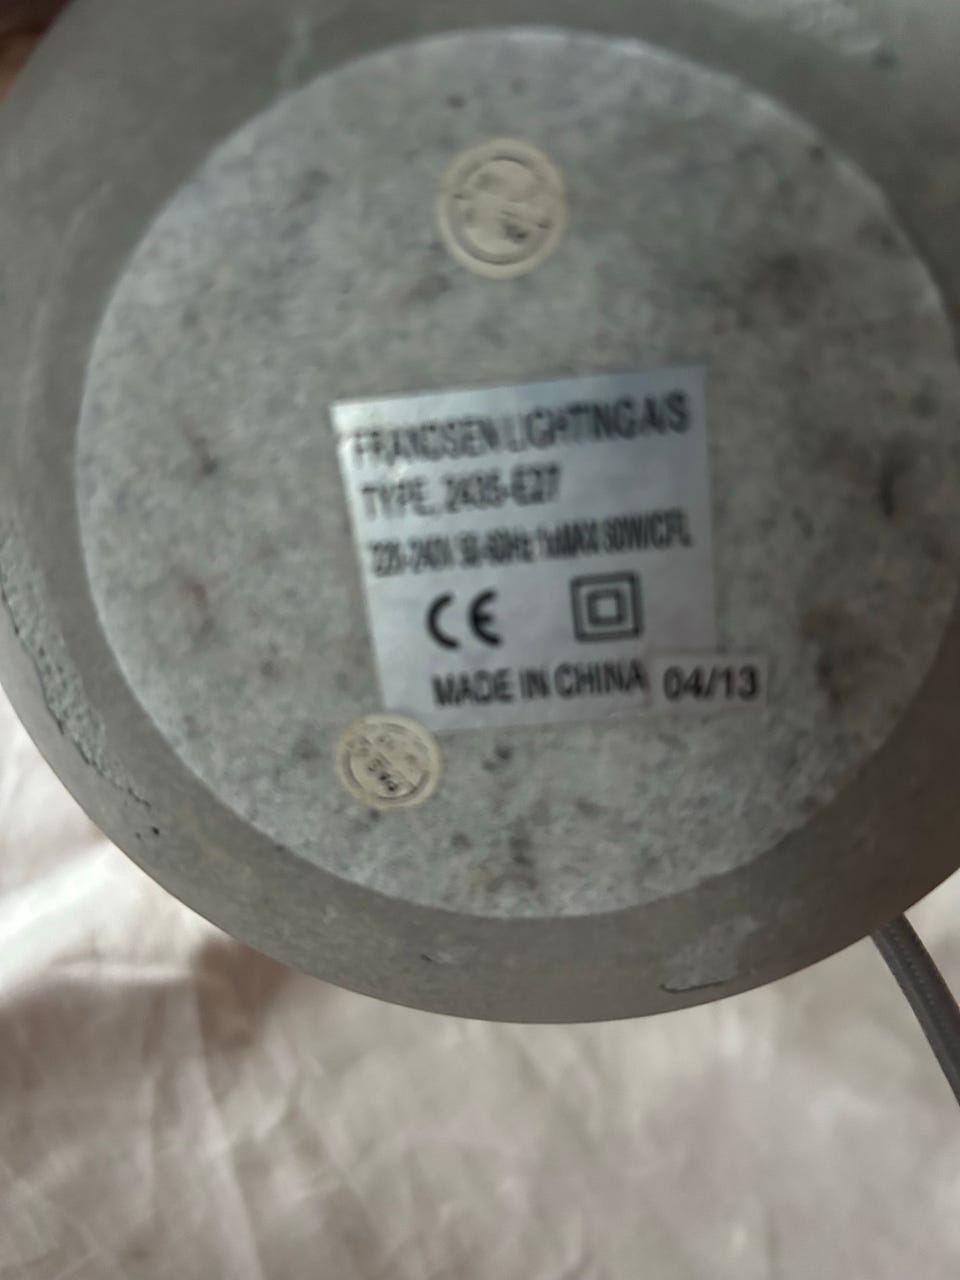 FRANDSEN LIGHTING A/S
TYPE. 2435-E27
220-240V 50-60Hz 1xMAX 60W/CFL
CE
MADE IN CHINA 04/13